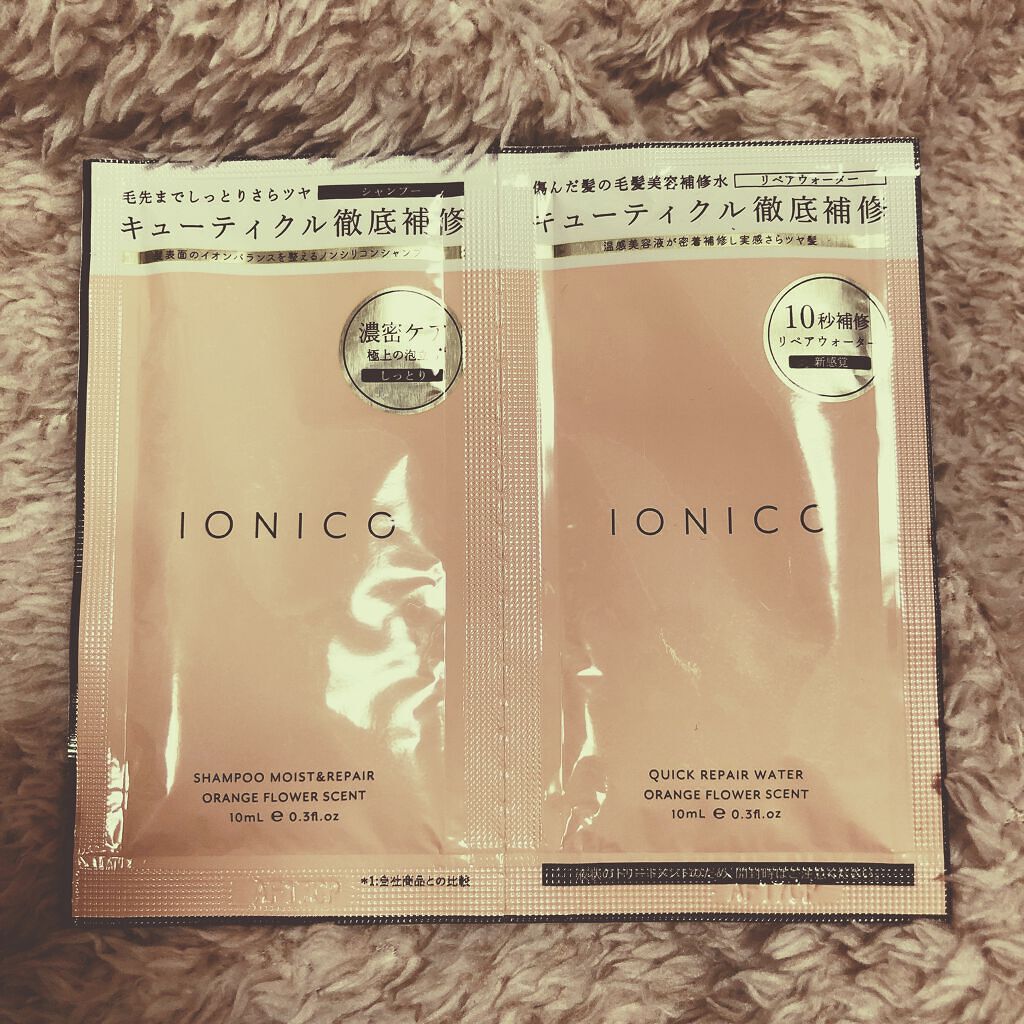 毛先までしっとりさらツヤ シャンプー
キューティクル徹底補修
髪表面のイオンバランスを整えるノンシリコンシャンプ
濃密ケア
極上の泡立
しっとり
IONICO
SHAMPOO MOIST&REPAIR
ORANGE FLOWER SCENT
10mL e 0.3fl.oz
*1:当社商品との比較
傷んだ髪の毛髪美容補修水 リペアウォーター
キューティクル徹底補修
温感美容液が密着補修し実感さらツヤ髪
10秒補修
リペアウォーター
新感覚
IONICO
QUICK REPAIR WATER
ORANGE FLOWER SCENT
10mL e 0.3fl.oz